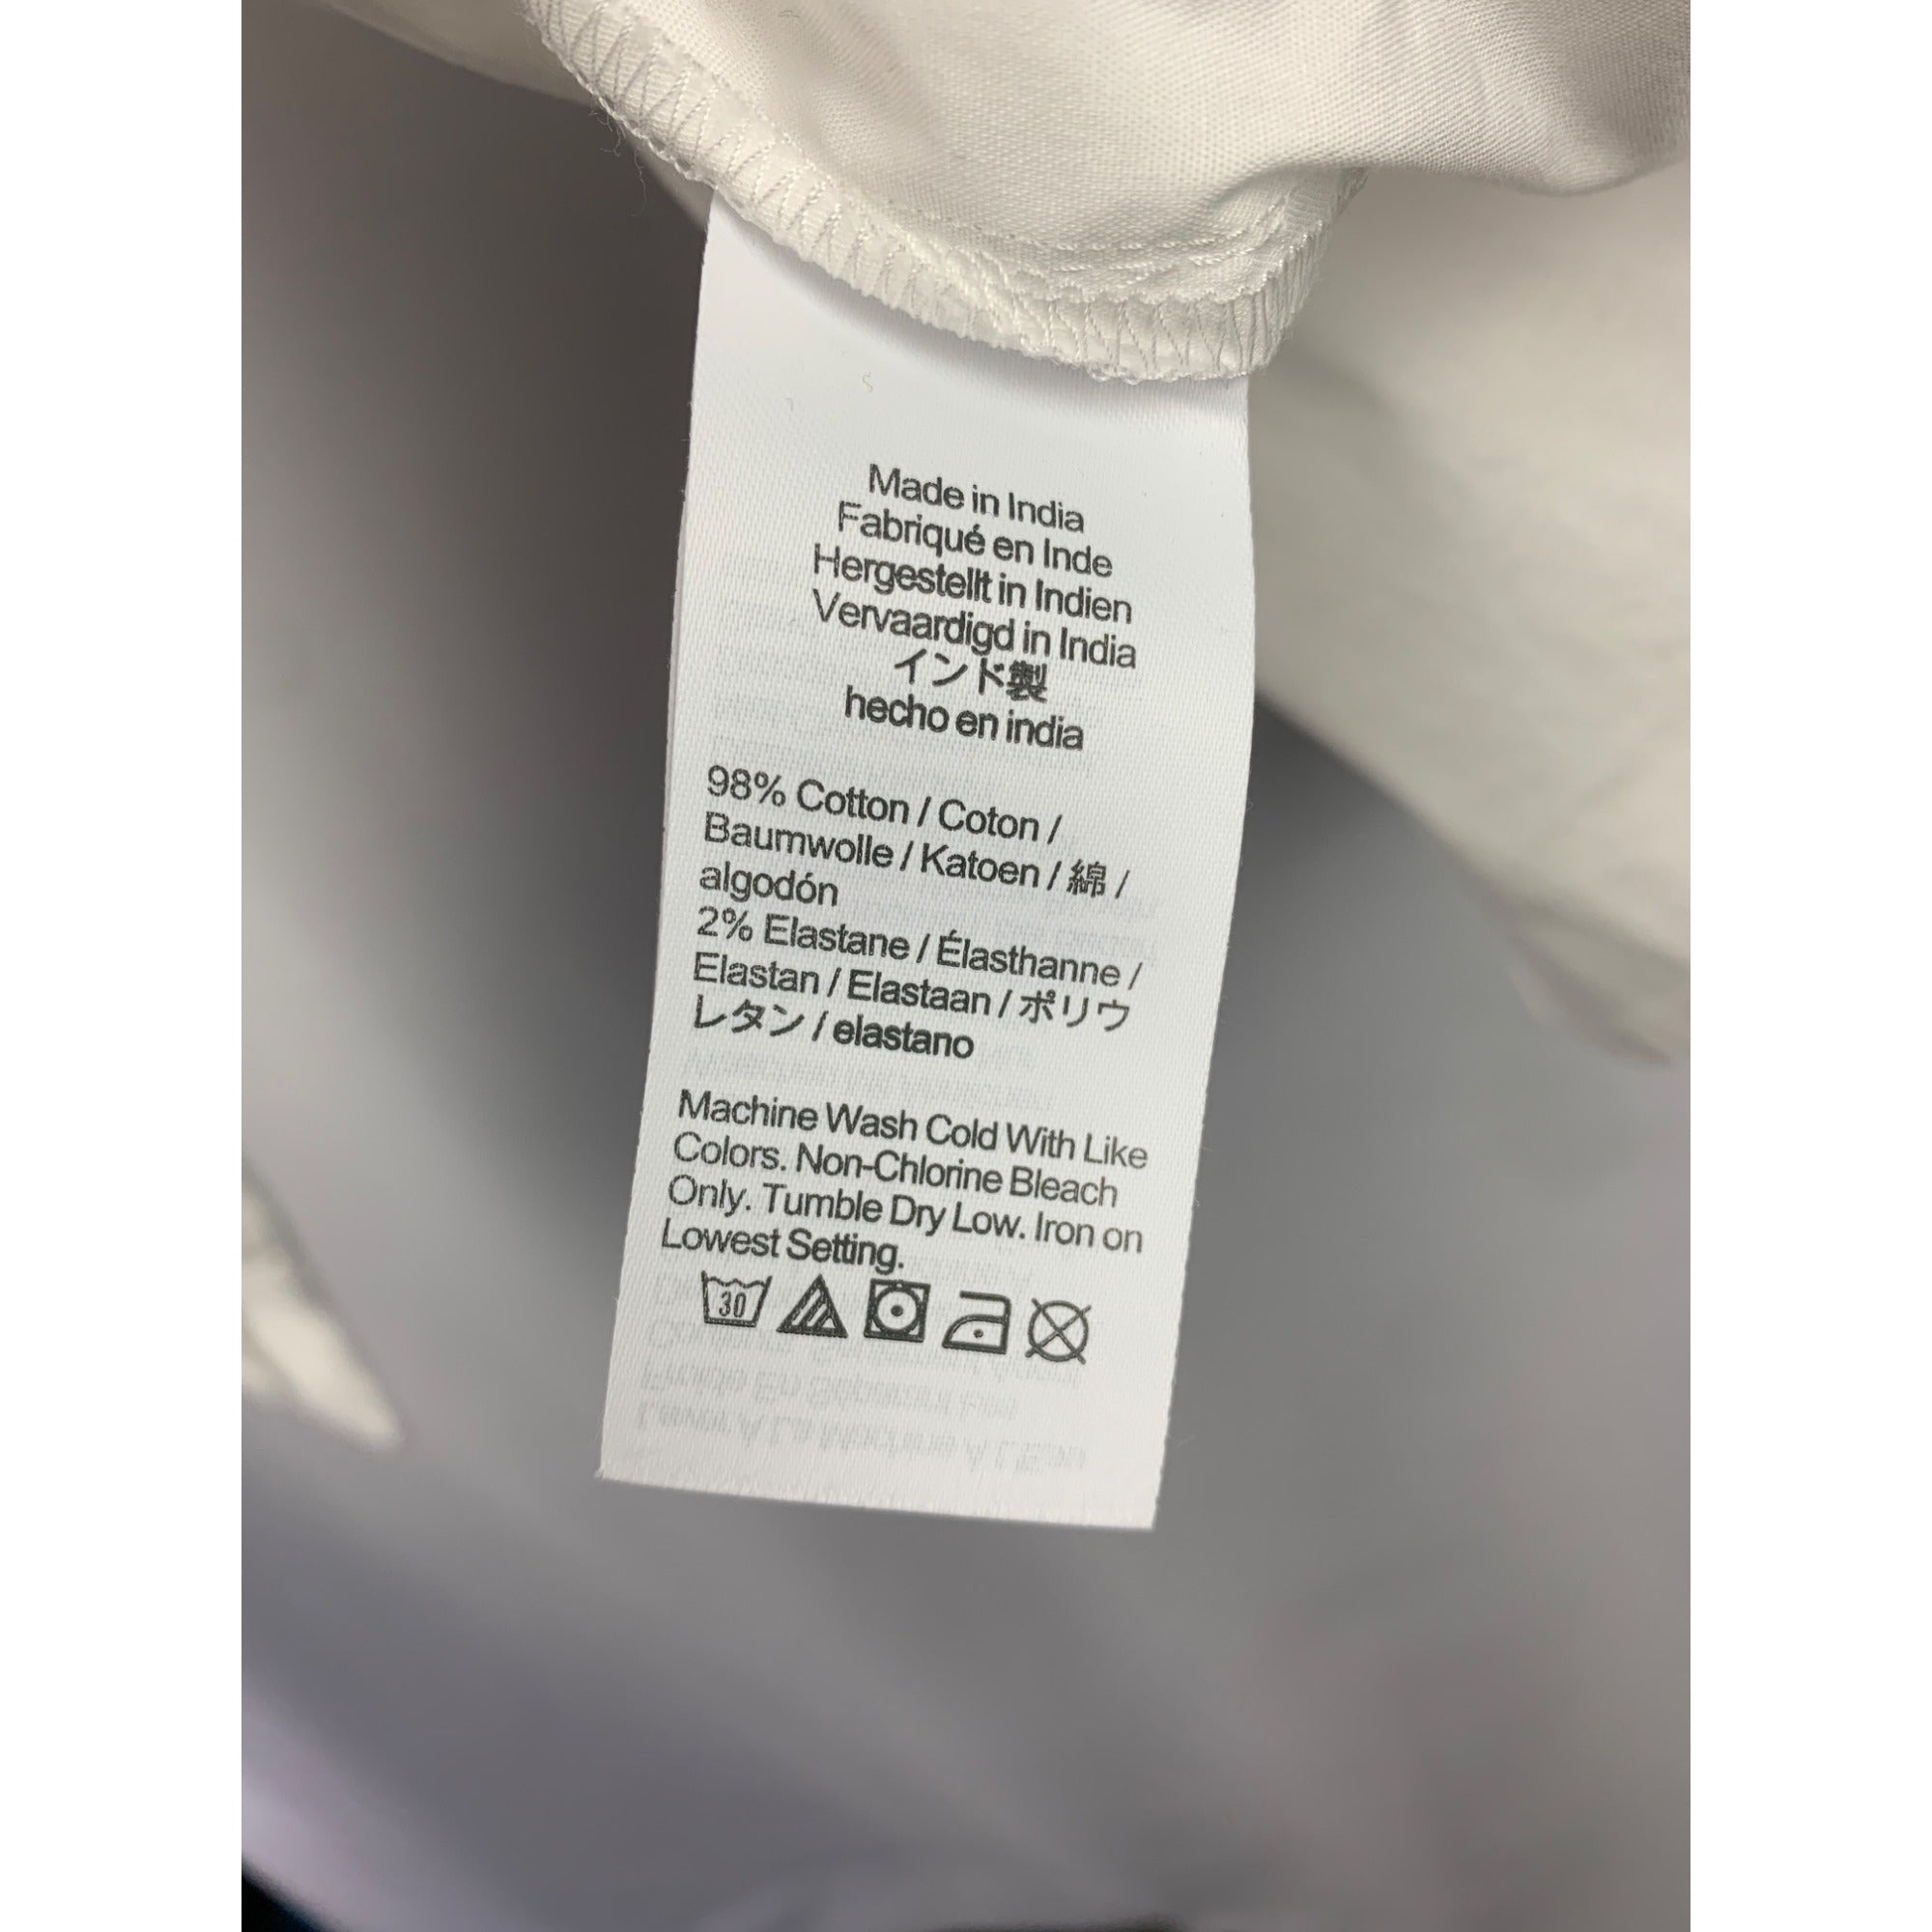 Made in India
Fabriqué en Inde
Hergestellt in Indien
Vervaardigd in India
インド製
hecho en india
98% Cotton / Coton /
Baumwolle / Katoen / 綿 /
algodón
2% Elastane / Élasthanne /
Elastan / Elastaan / ポリウ
レタン / elastano
Machine Wash Cold With Like
Colors. Non-Chlorine Bleach
Only. Tumble Dry Low. Iron on
Lowest Setting.
30